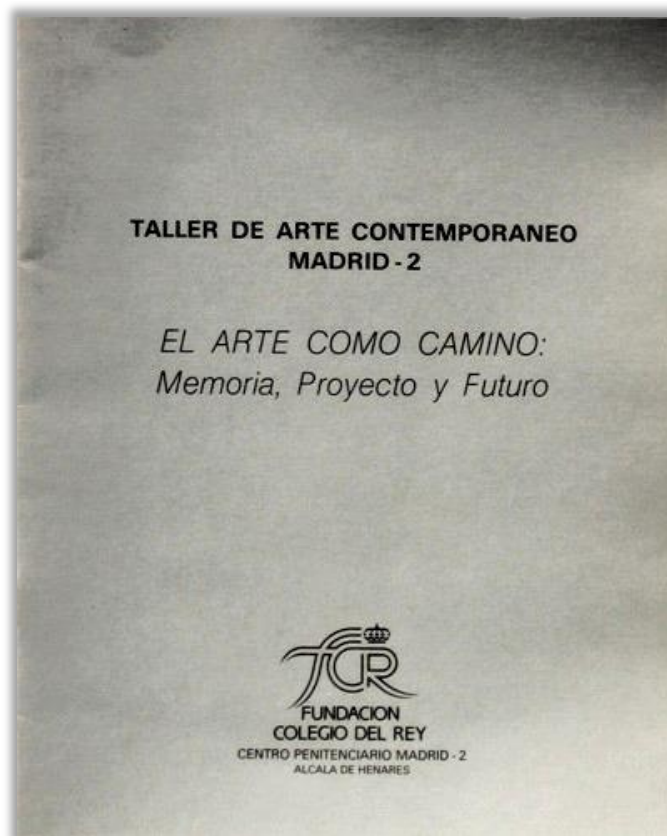 TALLER DE ARTE CONTEMPORANEO
MADRID - 2
EL ARTE COMO CAMINO:
Memoria, Proyecto y Futuro
FCR
FUNDACION
COLEGIO DEL REY
CENTRO PENITENCIARIO MADRID - 2
ALCALA DE HENARES